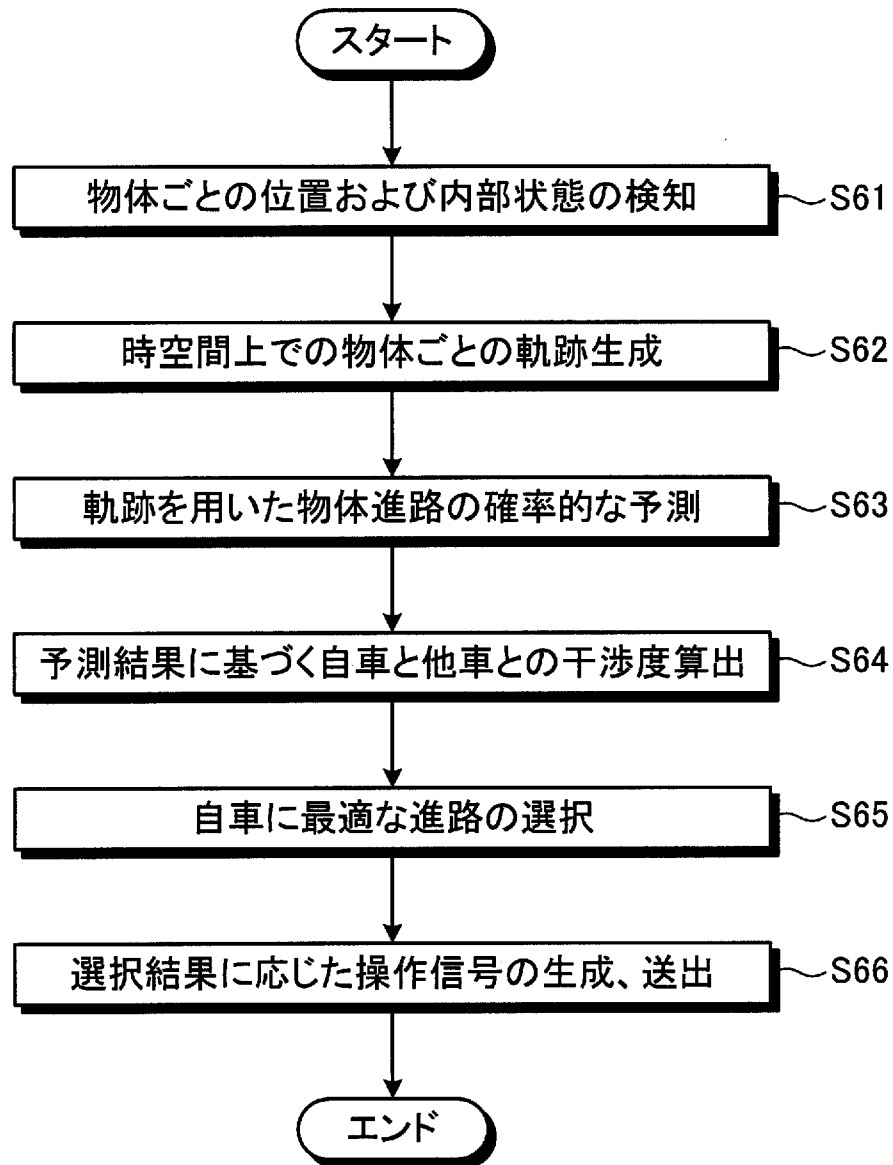 スタート
物体ごとの位置および内部状態の検知
S61
時空間上での物体ごとの軌跡生成
S62
軌跡を用いた物体進路の確率的な予測
S63
予測結果に基づく自車と他車との干渉度算出
S64
自車に最適な進路の選択
S65
選択結果に応じた操作信号の生成、送出
S66
エンド